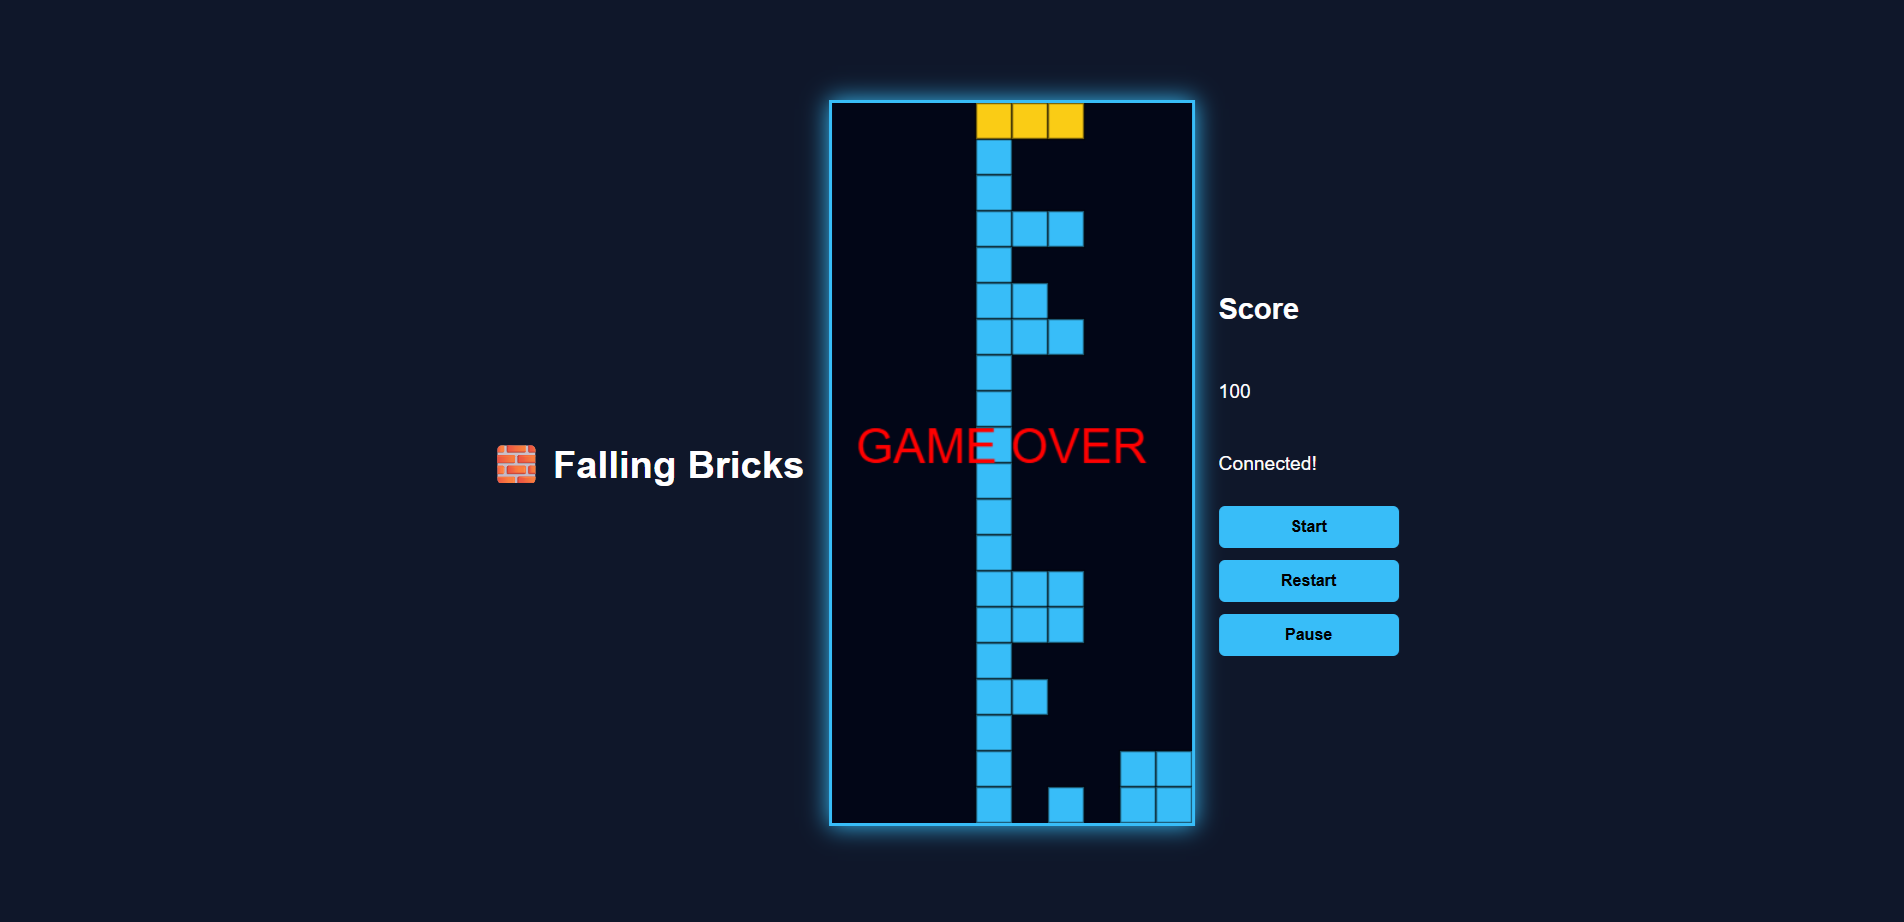 🧱 Falling Bricks
GAME OVER
Score
100
Connected!
Start
Restart
Pause